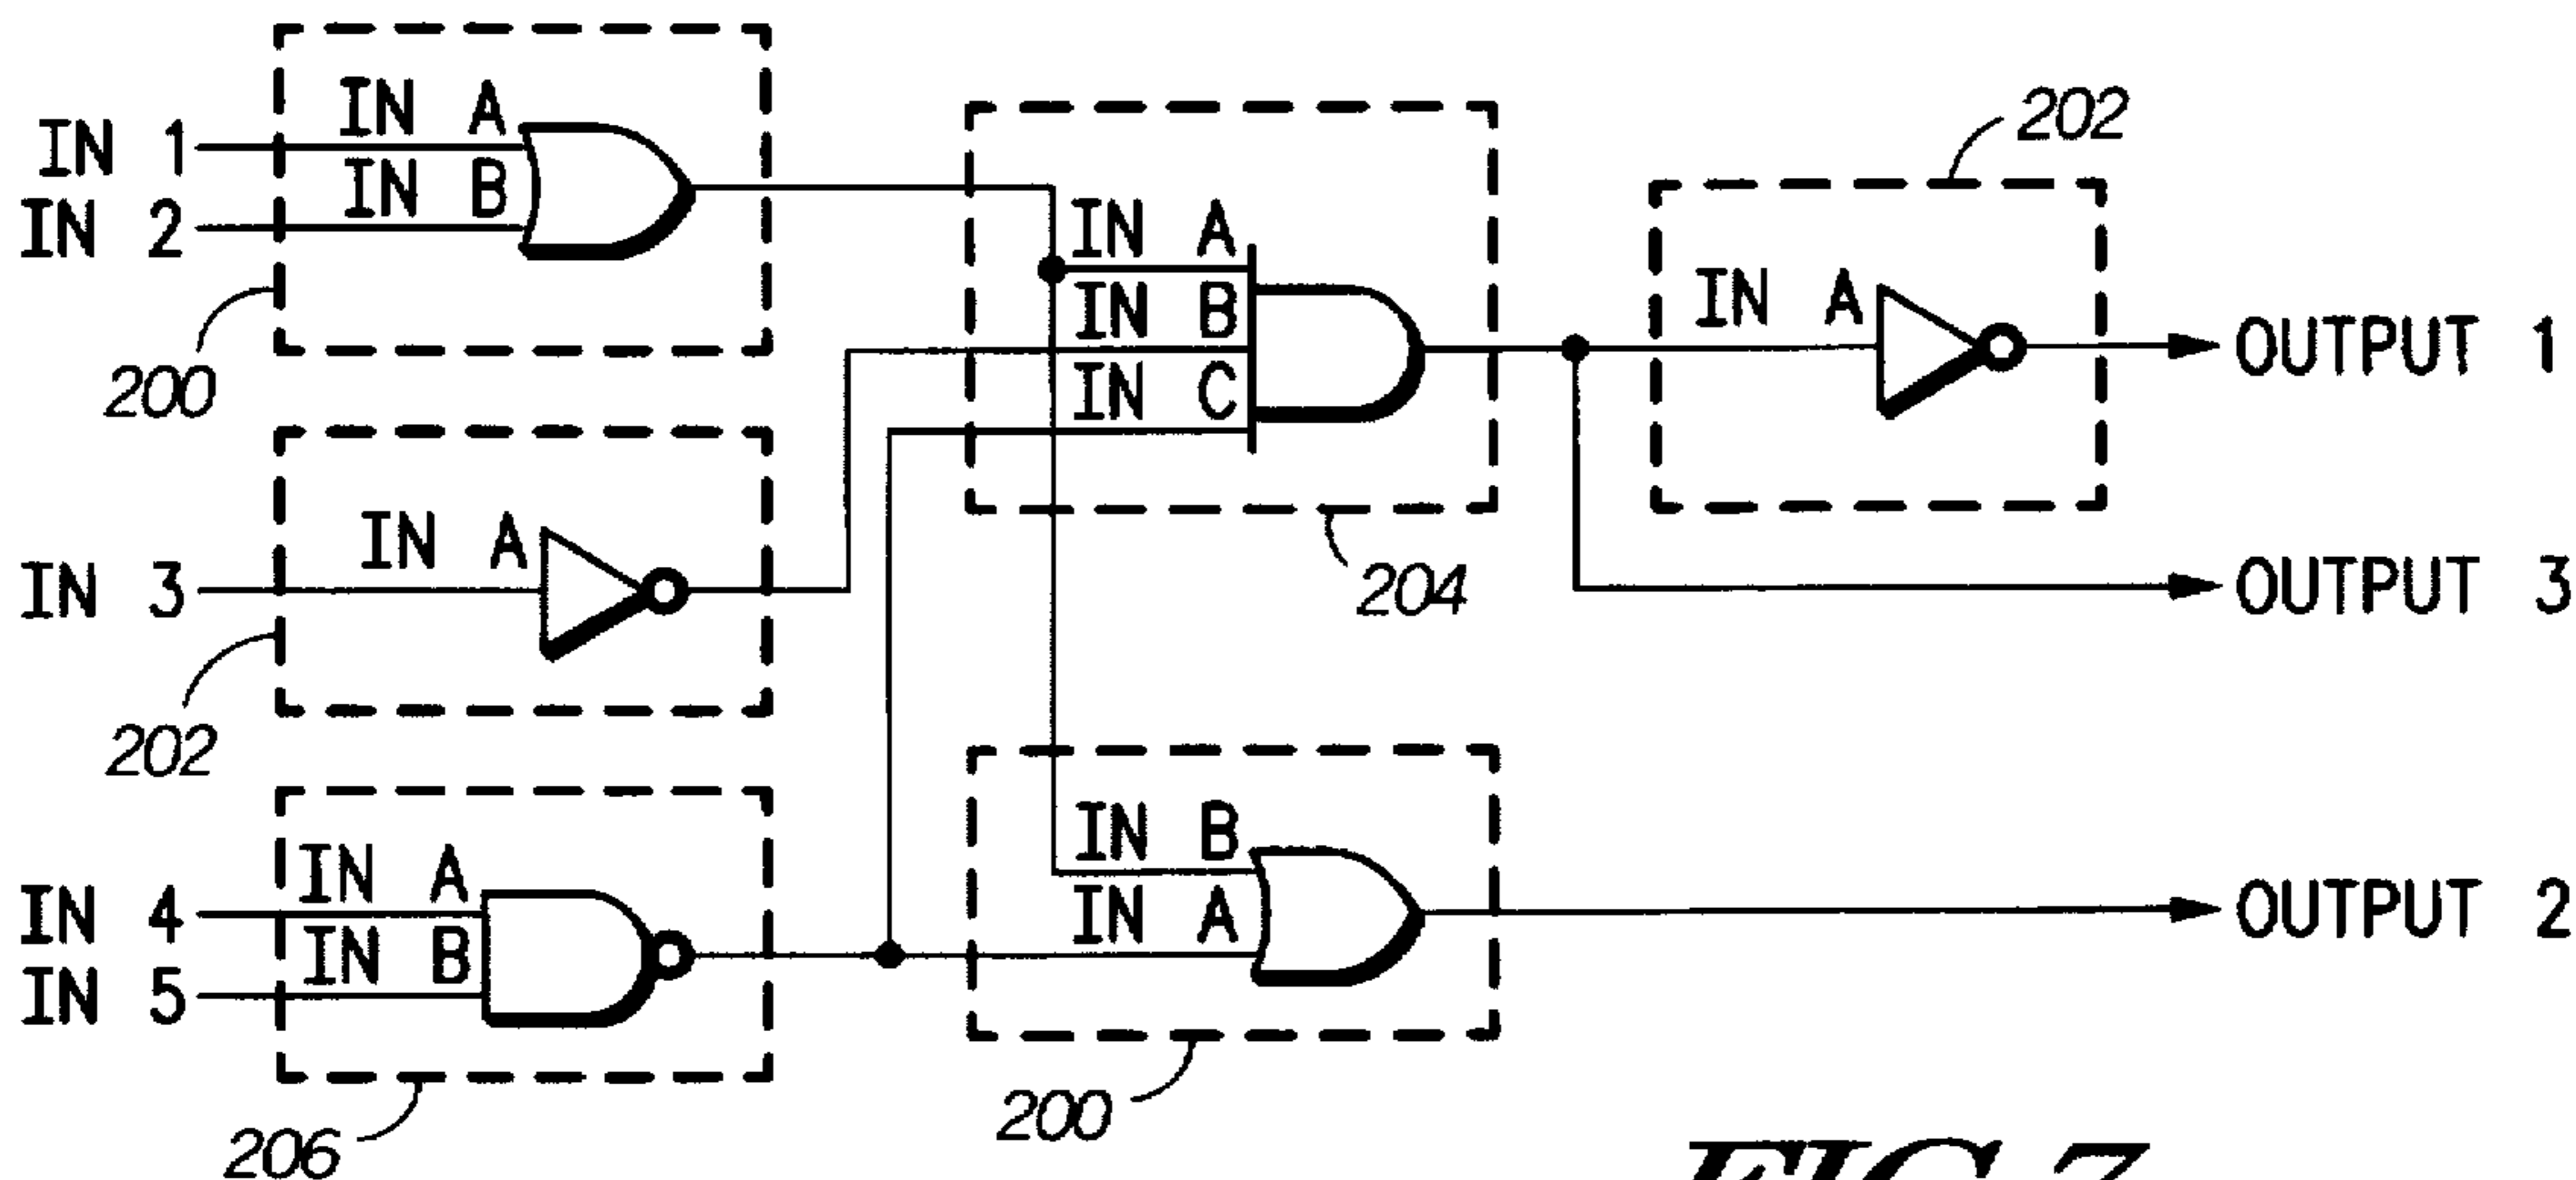 IN 1
IN 2
IN A
IN B
200
IN 3
IN A
202
IN 4
IN 5
IN A
IN B
206
IN A
IN B
IN C
204
IN B
IN A
200
IN A
202
OUTPUT 1
OUTPUT 3
OUTPUT 2